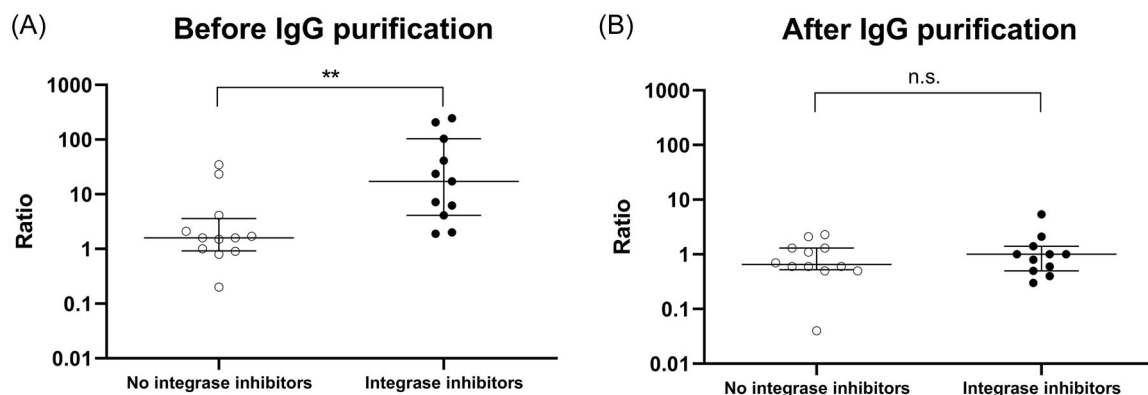 (A)
Before IgG purification
**
1000
100
10
1
0.1
0.01
Ratio
No integrase inhibitors
Integrase inhibitors
(B)
After IgG purification
n.s.
1000
100
10
1
0.1
0.01
Ratio
No integrase inhibitors
Integrase inhibitors